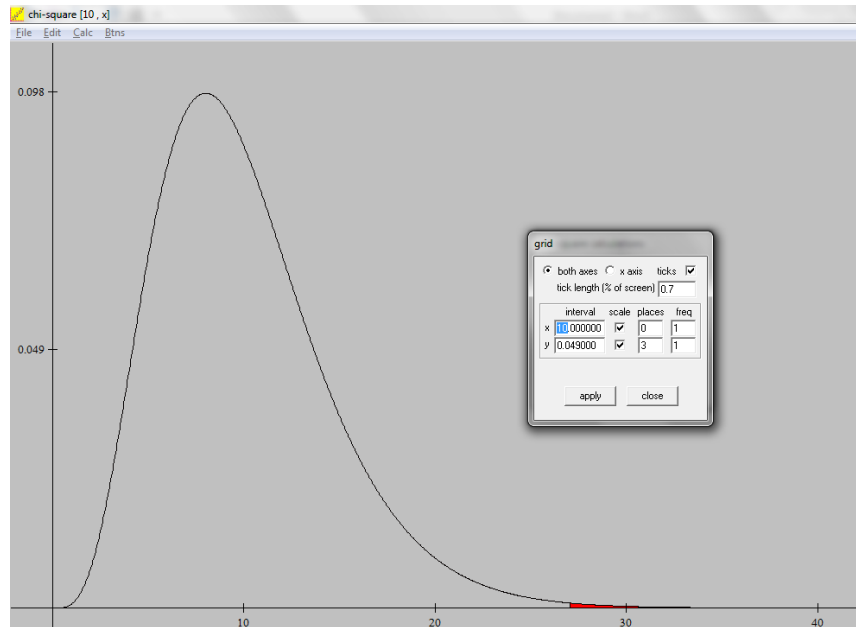 chi-square [10 , x]
File Edit Calc Btns
0.098
0.049
10 20 30 40
grid
both axes x axis ticks
tick length (% of screen) 0.7
interval scale places freq
x 10.000000 0 1
y 0.049000 3 1
apply close